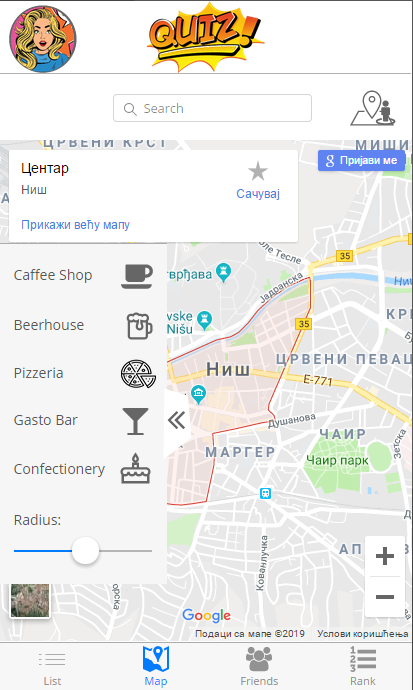 QUIZ!
Search
ЦРВЕНИ КРСТ
Центар
Ниш
Сачувај
Прикажи већу мапу
Пријави ме
Caffee Shop
Beerhouse
Pizzeria
Gasto Bar
Confectionery
Radius:
35
Јадранска
35
Ниш
ЦРВЕНИ ПЕВАЦ
E-771
Душанова
ЧАИР
Чаир парк
МАРГЕР
Ковanлучка
Google
Подаци са мапе ©2019
Услови коришћења
List
Map
Friends
Rank